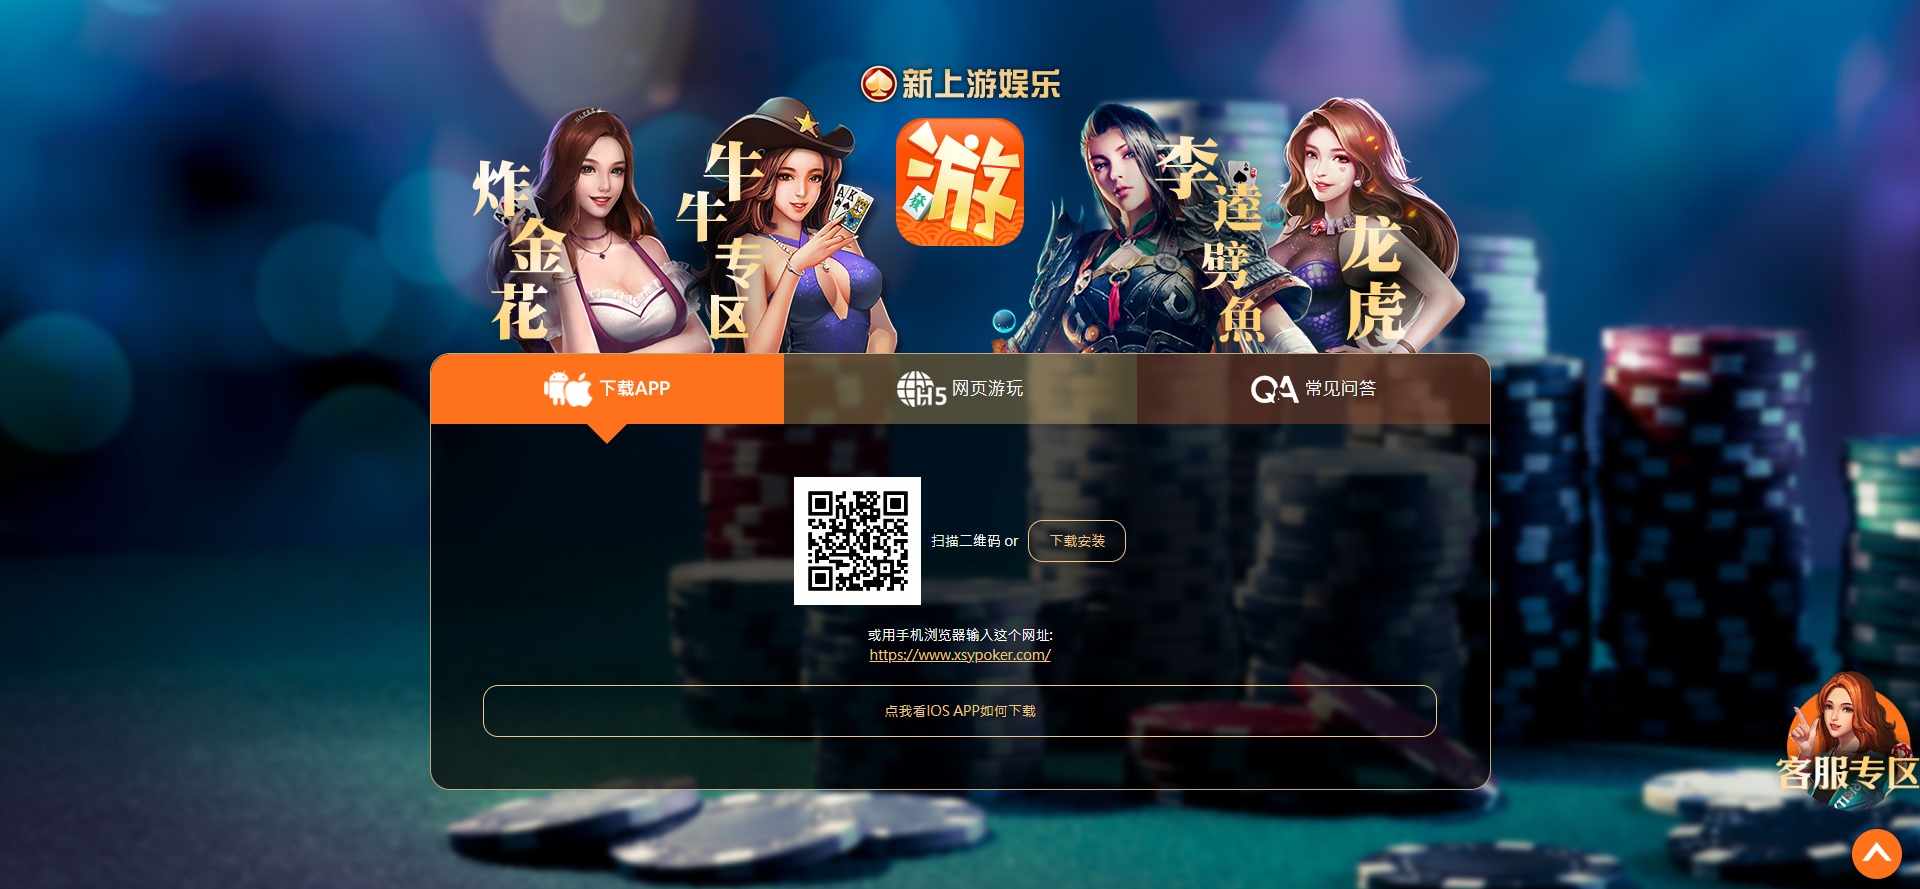 新上游娱乐
游
發
炸金花
牛牛专区
A K
李逵劈魚
龙虎
下载APP
H5 网页游玩
QA 常见问答
扫描二维码 or 下载安装
或用手机浏览器输入这个网址:
https://www.xsypoker.com/
点我看IOS APP如何下载
客服专区